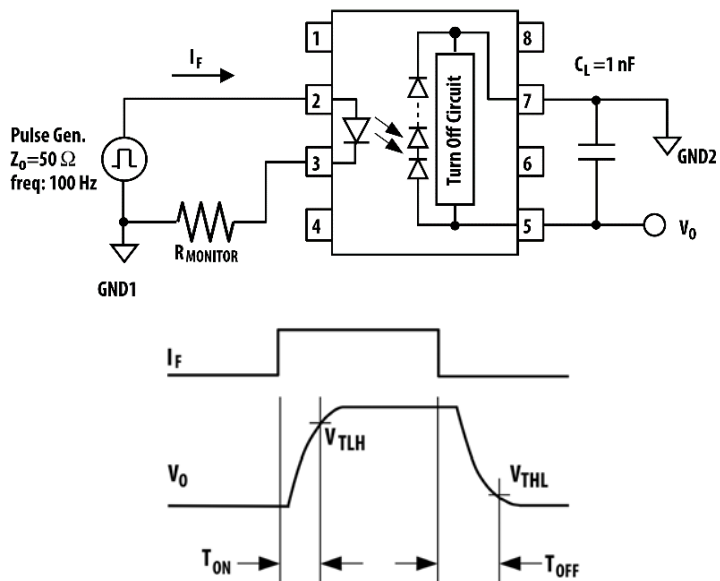 1
8
I_F
C_L =1 nF
2
7
Pulse Gen.
Z_o=50 Ω
freq: 100 Hz
Turn Off Circuit
3
6
GND2
4
5
V_O
R_MONITOR
GND1
I_F
V_TLH
V_O
V_THL
T_ON
T_OFF